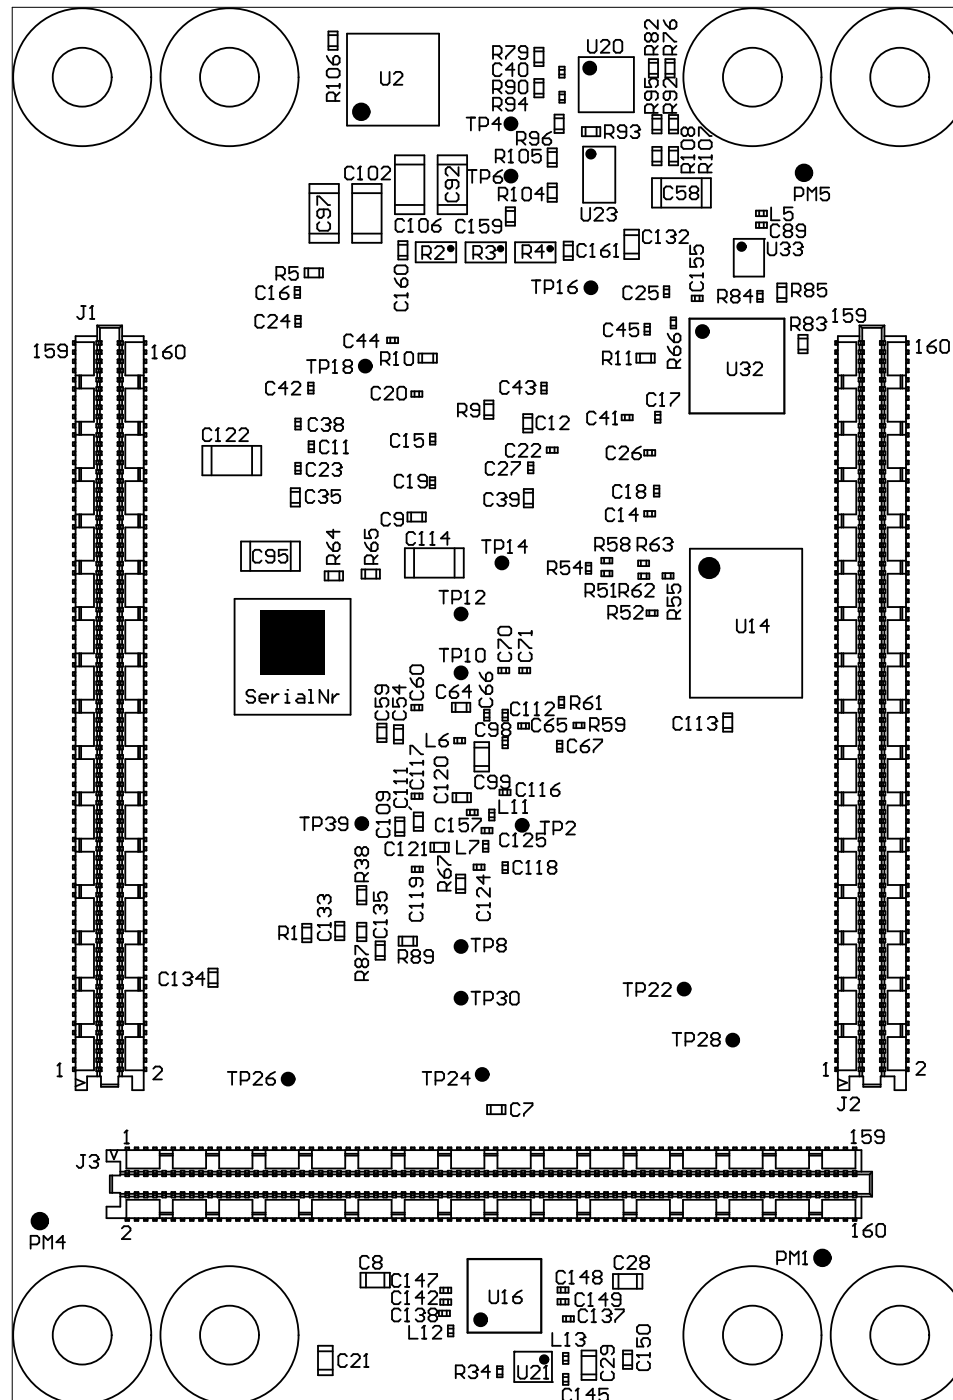 R106
U2
R79
C40
R90
R94
U20
R82
R76
R95
R92
TP4
R96
R93
R108
R107
R105
TP6
R104
U23
C58
PM5
C102
C97
C92
C106
C159
L5
C89
U33
R2
R3
R4
C160
C161
C132
C155
R5
C16
TP16
C25
R84
R85
J1
C24
C44
C45
R66
159
R83
159
160
TP18
R10
R11
U32
160
C42
C20
C43
C17
R9
C41
C38
C12
C122
C11
C15
C22
C26
C23
C27
C35
C19
C39
C18
C9
C14
R64
R65
C114
C95
TP14
R54
R58
R63
R51
R62
R55
TP12
R52
U14
SerialNr
TP10
C70
C71
C60
C64
C66
C59
C54
C112
R61
C65
R59
C113
L6
C98
C67
C117
C120
C99
C111
C109
C116
L11
TP39
C157
TP2
C125
C121
L7
R38
R67
C118
C119
C124
C133
C135
R1
R87
R89
TP8
C134
TP30
TP22
TP28
1
2
TP26
TP24
1
2
C7
J2
J3
1
159
2
160
PM4
PM1
C8
C28
C147
C148
C142
U16
C149
C138
C137
L12
L13
C21
R34
U21
C29
C150
C145